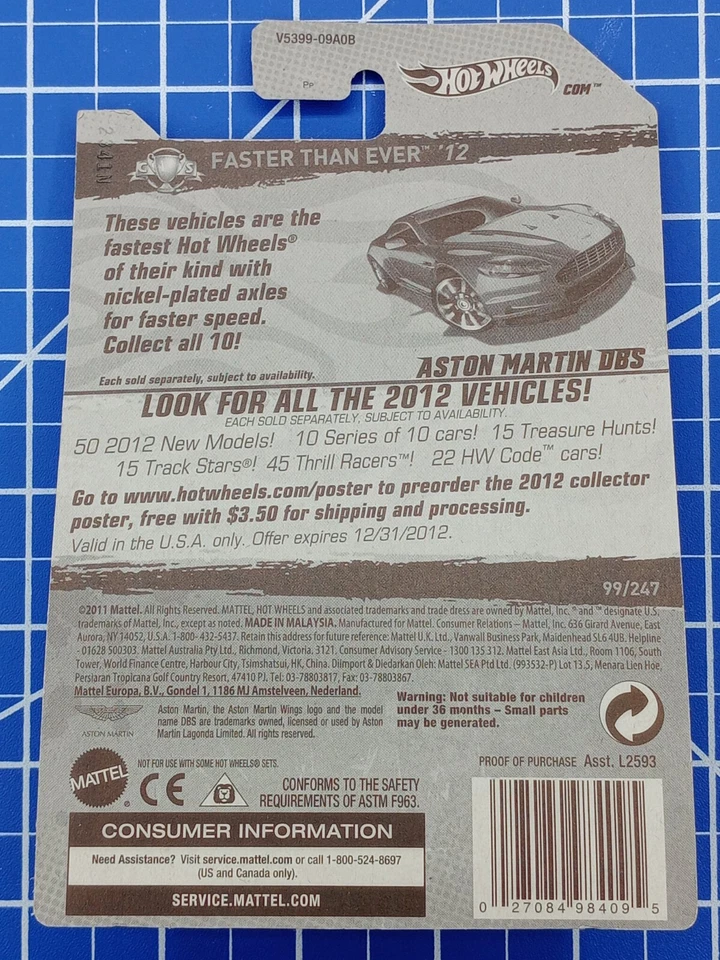 V5399-09A0B
Pp
HOT WHEELS
COM™
FASTER THAN EVER™ '12
These vehicles are the
fastest Hot Wheels®
of their kind with
nickel-plated axles
for faster speed.
Collect all 10!
Each sold separately, subject to availability.
ASTON MARTIN DBS
LOOK FOR ALL THE 2012 VEHICLES!
EACH SOLD SEPARATELY, SUBJECT TO AVAILABILITY.
50 2012 New Models! 10 Series of 10 cars! 15 Treasure Hunts!
15 Track Stars®! 45 Thrill Racers™! 22 HW Code™ cars!
Go to www.hotwheels.com/poster to preorder the 2012 collector
poster, free with $3.50 for shipping and processing.
Valid in the U.S.A. only. Offer expires 12/31/2012.
99/247
©2011 Mattel. All Rights Reserved. MATTEL, HOT WHEELS and associated trademarks and trade dress are owned by Mattel, Inc. ® and ™ designate U.S.
trademarks of Mattel, Inc., except as noted. MADE IN MALAYSIA. Manufactured for Mattel. Consumer Relations – Mattel, Inc. 636 Girard Avenue, East
Aurora, NY 14052, U.S.A. 1-800-432-5437. Retain this address for future reference: Mattel U.K. Ltd., Vanwall Business Park, Maidenhead SL6 4UB. Helpline
- 01628 500303. Mattel Australia Pty Ltd., Richmond, Victoria. 3121. Consumer Advisory Service - 1300 135 312. Mattel East Asia Ltd., Room 1106, South
Tower, World Finance Centre, Harbour City, Tsimshatsui, HK, China. Diimport & Diedarkan Oleh: Mattel SEA Ptd Ltd. (993532-P) Lot 13.5, Menara Lien Hoe,
Persiaran Tropicana Golf Country Resort, 47410 PJ. Tel: 03-78803817, Fax: 03-78803867.
Mattel Europa, B.V., Gondel 1, 1186 MJ Amstelveen, Nederland.
ASTON MARTIN
Aston Martin, the Aston Martin Wings logo and the model
name DBS are trademarks owned, licensed or used by Aston
Martin Lagonda Limited. All rights reserved.
Warning: Not suitable for children
under 36 months – Small parts
may be generated.
MATTEL®
NOT FOR USE WITH SOME HOT WHEELS® SETS.
CE
CONFORMS TO THE SAFETY
REQUIREMENTS OF ASTM F963.
PROOF OF PURCHASE Asst. L2593
CONSUMER INFORMATION
Need Assistance? Visit service.mattel.com or call 1-800-524-8697
(US and Canada only).
SERVICE.MATTEL.COM
0 27084 98409 5